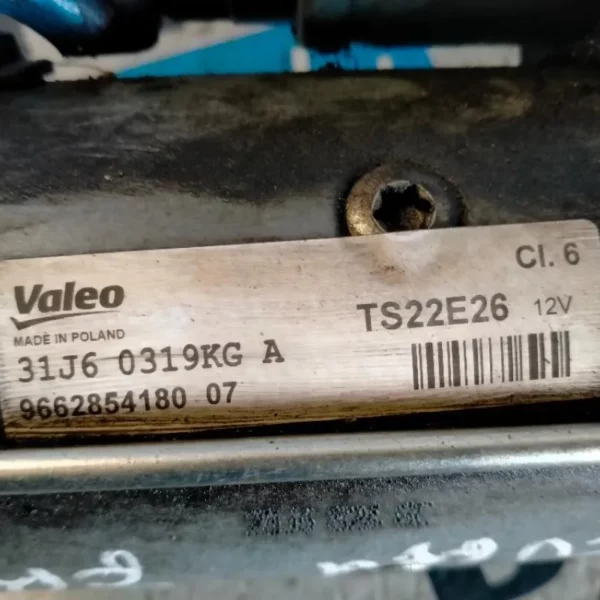 Valeo
MADE IN POLAND
Cl. 6
TS22E26 12V
31J6 0319KG A
9662854180 07